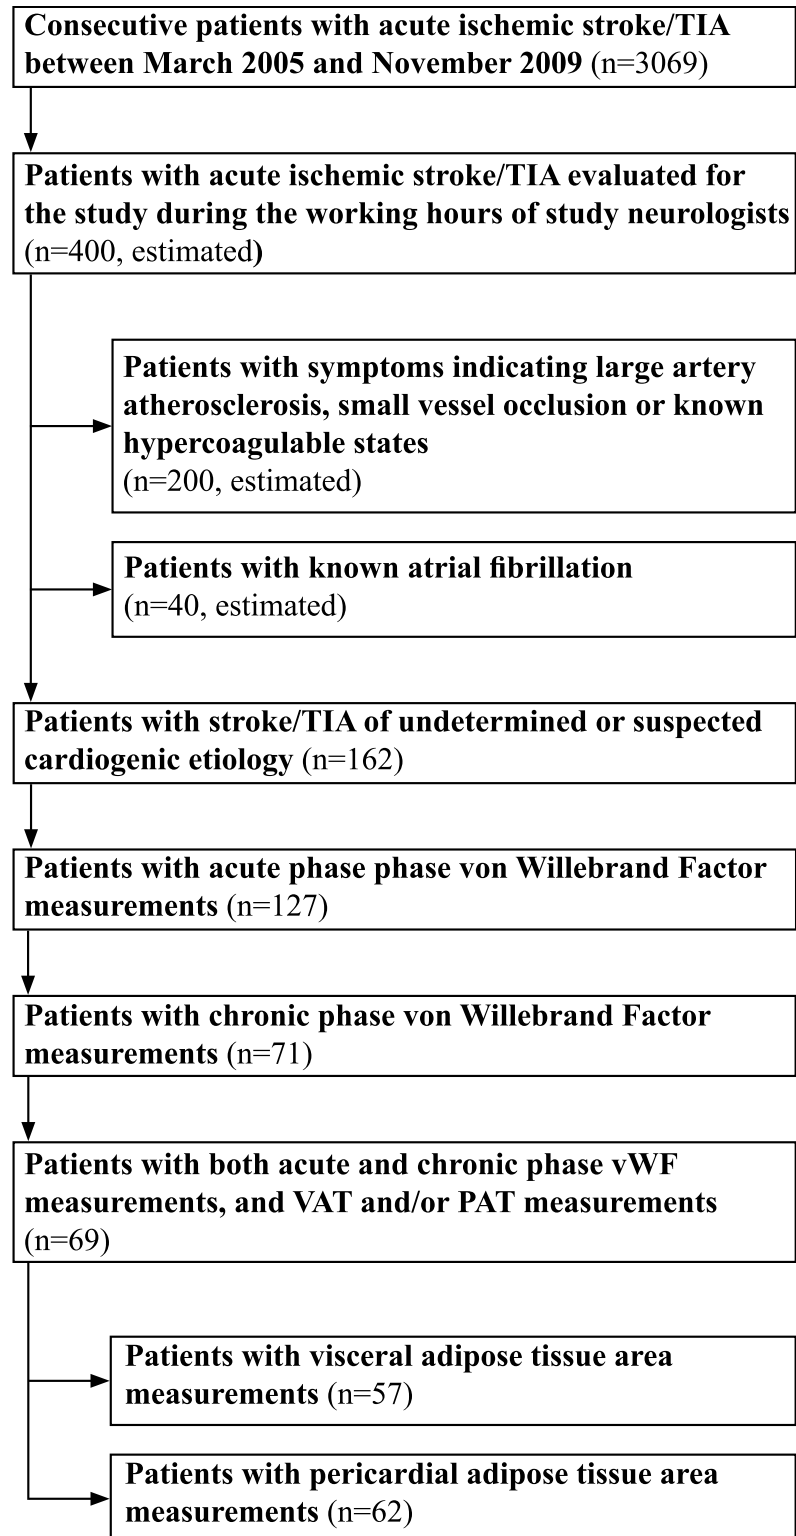 Consecutive patients with acute ischemic stroke/TIA
between March 2005 and November 2009 (n=3069)
Patients with acute ischemic stroke/TIA evaluated for
the study during the working hours of study neurologists
(n=400, estimated)
Patients with symptoms indicating large artery
atherosclerosis, small vessel occlusion or known
hypercoagulable states
(n=200, estimated)
Patients with known atrial fibrillation
(n=40, estimated)
Patients with stroke/TIA of undetermined or suspected
cardiogenic etiology (n=162)
Patients with acute phase phase von Willebrand Factor
measurements (n=127)
Patients with chronic phase von Willebrand Factor
measurements (n=71)
Patients with both acute and chronic phase vWF
measurements, and VAT and/or PAT measurements
(n=69)
Patients with visceral adipose tissue area
measurements (n=57)
Patients with pericardial adipose tissue area
measurements (n=62)